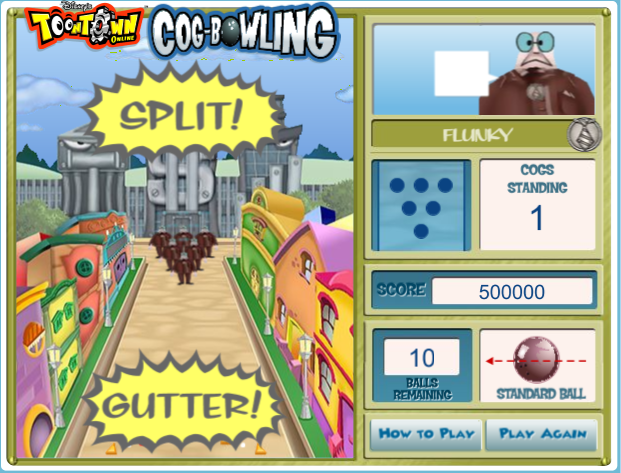 Disney's
TOONTOWN
ONLINE
COG-BOWLING
SPLIT!
GUTTER!
FLUNKY
COGS
STANDING
1
SCORE 500000
10
BALLS
REMAINING
STANDARD BALL
HOW TO PLAY
PLAY AGAIN